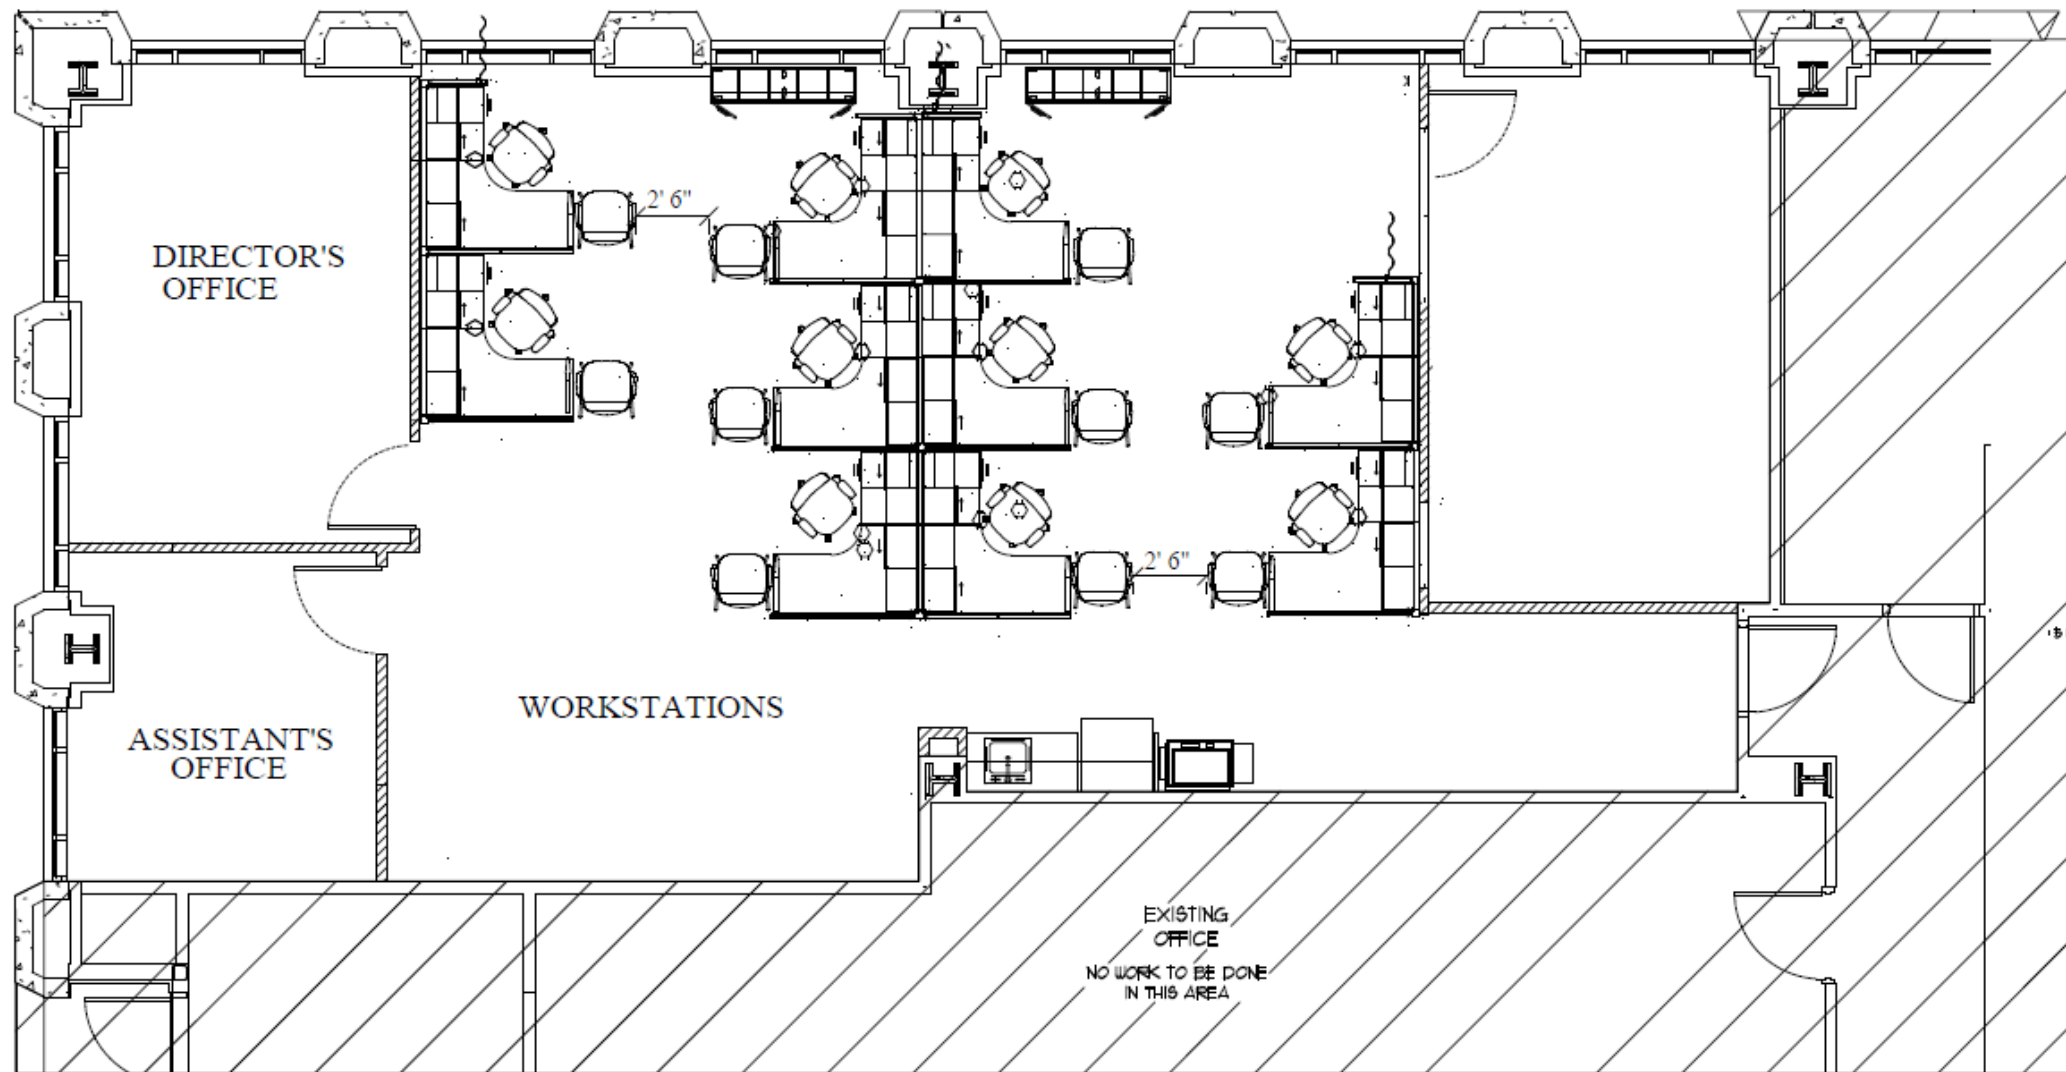 2' 6"
DIRECTOR'S
OFFICE
2' 6"
WORKSTATIONS
ASSISTANT'S
OFFICE
EXISTING
OFFICE
NO WORK TO BE DONE
IN THIS AREA